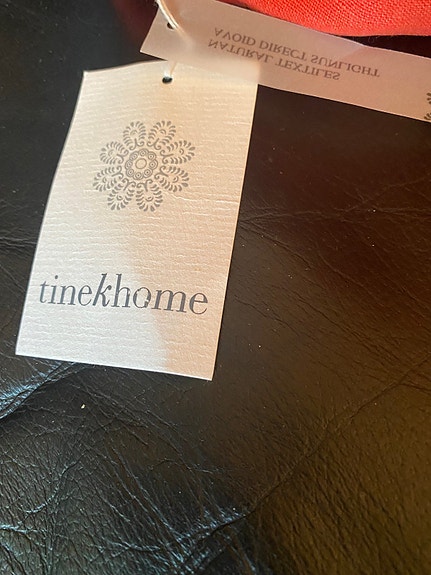 NATURAL TEXTILES
AVOID DIRECT SUNLIGHT
tinekhome